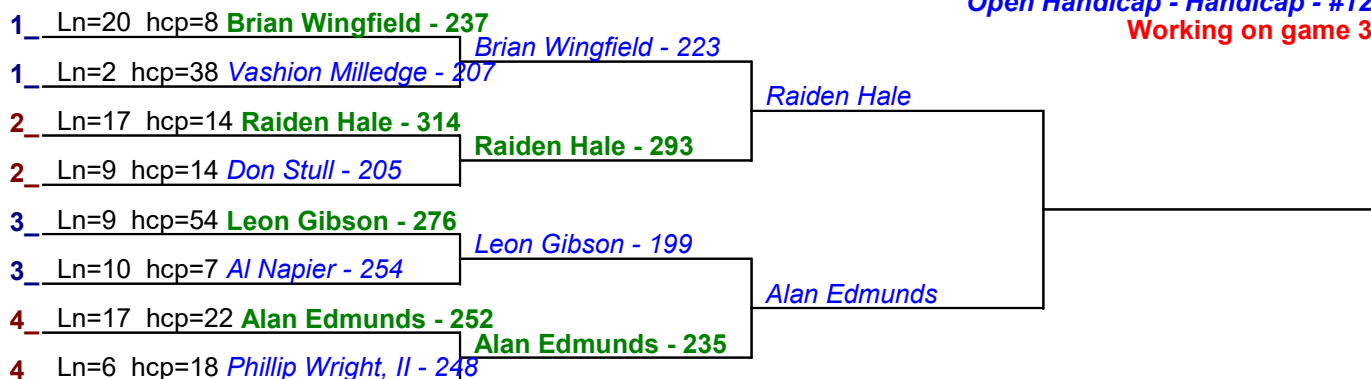 Open Handicap - Handicap - #12
Working on game 3
1_ Ln=20 hcp=8 Brian Wingfield - 237
Brian Wingfield - 223
1_ Ln=2 hcp=38 Vashion Milledge - 207
Raiden Hale
2_ Ln=17 hcp=14 Raiden Hale - 314
Raiden Hale - 293
2_ Ln=9 hcp=14 Don Stull - 205
3_ Ln=9 hcp=54 Leon Gibson - 276
Leon Gibson - 199
3_ Ln=10 hcp=7 Al Napier - 254
Alan Edmunds
4_ Ln=17 hcp=22 Alan Edmunds - 252
Alan Edmunds - 235
4 Ln=6 hcp=18 Phillip Wright, II - 248